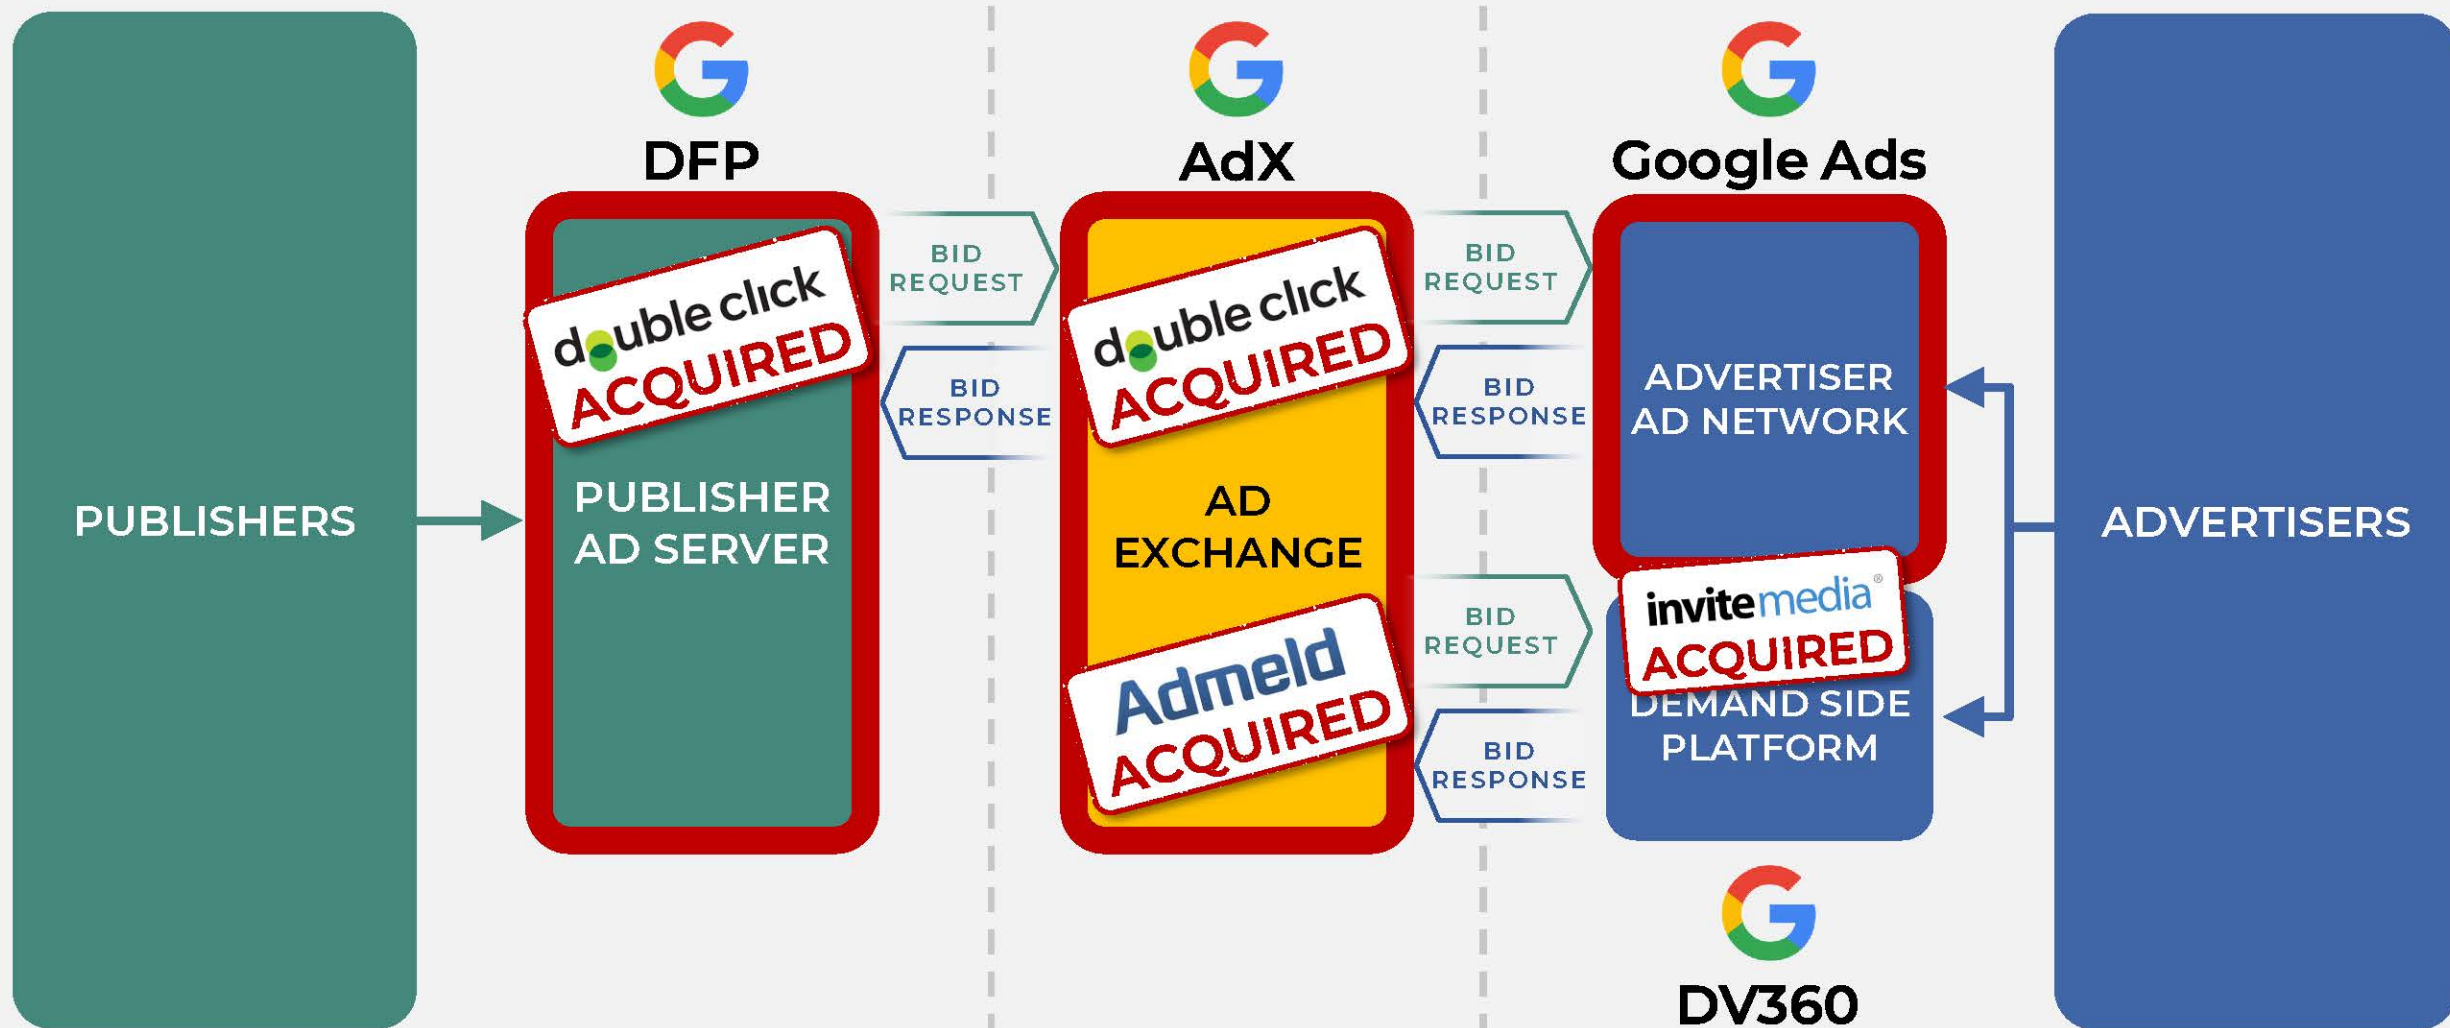 PUBLISHERS
DFP
double click
ACQUIRED
PUBLISHER
AD SERVER
BID
REQUEST
BID
RESPONSE
AdX
double click
ACQUIRED
AD
EXCHANGE
Admeld
ACQUIRED
BID
REQUEST
BID
RESPONSE
BID
REQUEST
BID
RESPONSE
Google Ads
ADVERTISER
AD NETWORK
invitemedia®
ACQUIRED
DEMAND SIDE
PLATFORM
DV360
ADVERTISERS